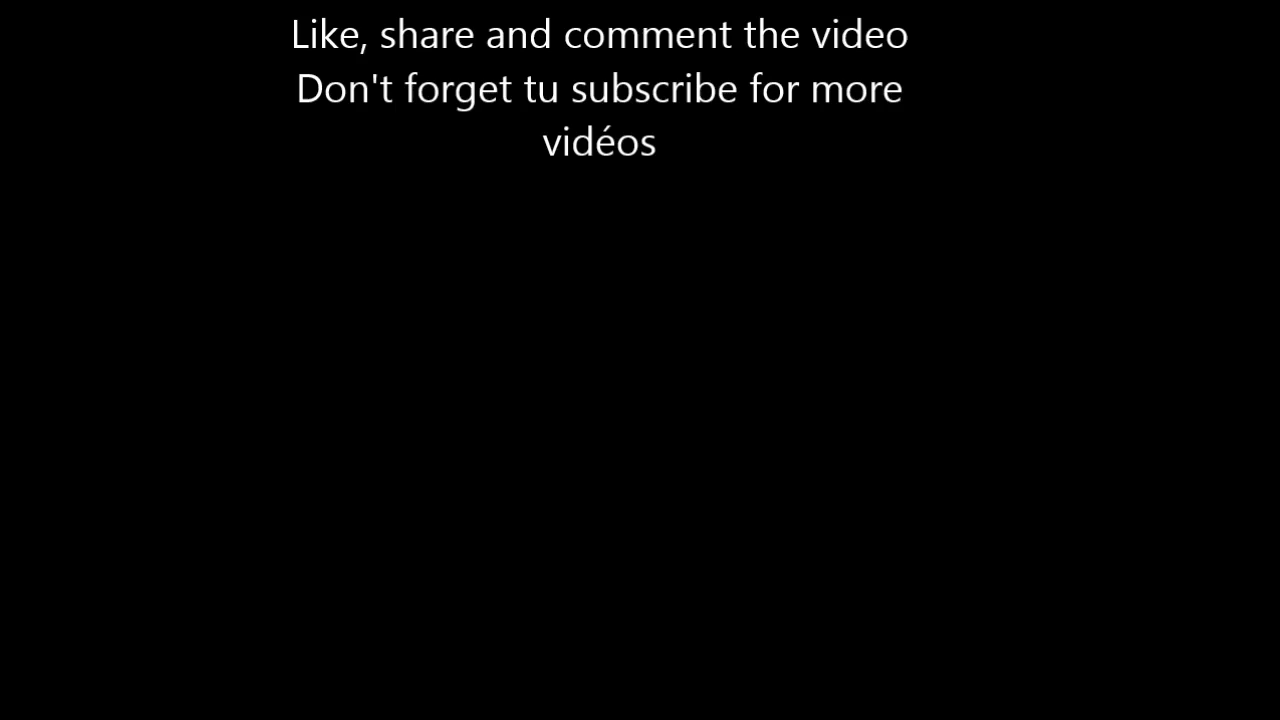 Like, share and comment the video
Don't forget tu subscribe for more
vidéos